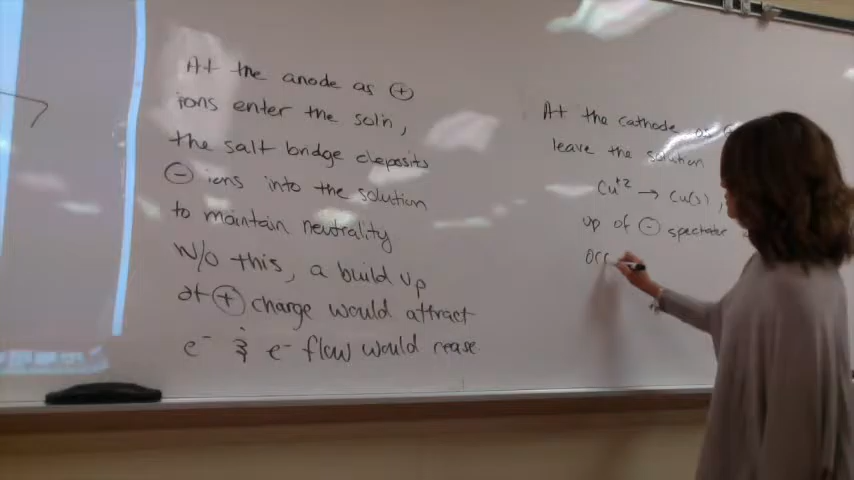 At the anode as ⊕
ions enter the sol'n,
the salt bridge deposits
⊖ ions into the solution
to maintain neutrality
W/o this, a build up
of ⊕ charge would attract
e⁻ & e⁻ flow would cease
At the cathode as
leave the solution
Cu⁺² → Cu(s),
up of ⊖ spectator
occ